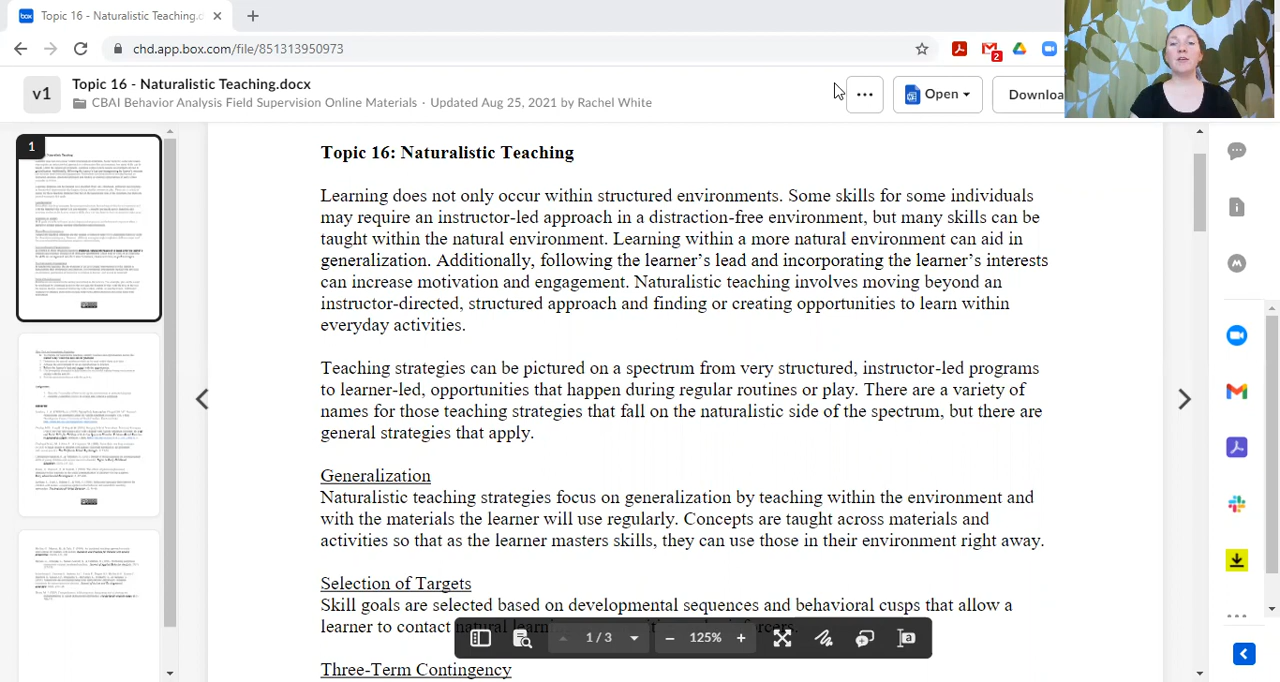 Topic 16 - Naturalistic Teaching.c
chd.app.box.com/file/851313950973
2
v1
Topic 16 - Naturalistic Teaching.docx
CBAI Behavior Analysis Field Supervision Online Materials · Updated Aug 25, 2021 by Rachel White
Open
Downloa
1
Topic 16: Naturalistic Teaching
Learning does not only occur within structured environments. Some skills for some individuals
may require an instructor-led approach in a distraction-free environment, but many skills can be
taught within the natural environment. Learning within a more natural environment can aid in
generalization. Additionally, following the learner's lead and incorporating the learner's interests
can increase motivation and engagement. Naturalistic teaching involves moving beyond an
instructor-directed, structured approach and finding or creating opportunities to learn within
everyday activities.
Teaching strategies can be pictured on a spectrum from very structured, instructor-led programs
to learner-led, opportunities that happen during regular routines or play. There are a variety of
names for those teaching strategies that fall on the naturalistic side of the spectrum, but there are
some strategies that apply.
Generalization
Naturalistic teaching strategies focus on generalization by teaching within the environment and
with the materials the learner will use regularly. Concepts are taught across materials and
activities so that as the learner masters skills, they can use those in their environment right away.
Selection of Targets
Skill goals are selected based on developmental sequences and behavioral cusps that allow a
learner to contact natural
1 / 3
125%
Three-Term Contingency